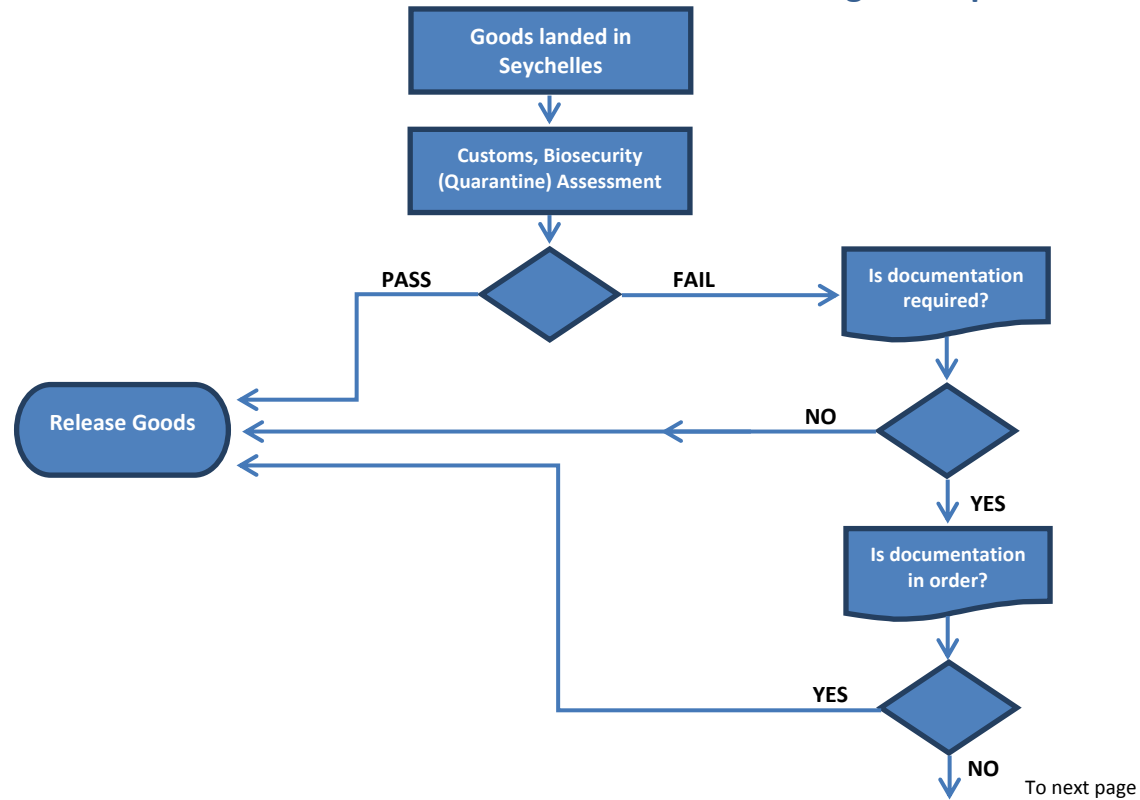 Goods landed in
Seychelles
Customs, Biosecurity
(Quarantine) Assessment
PASS
FAIL
Is documentation
required?
Release Goods
NO
YES
Is documentation
in order?
YES
NO
To next page